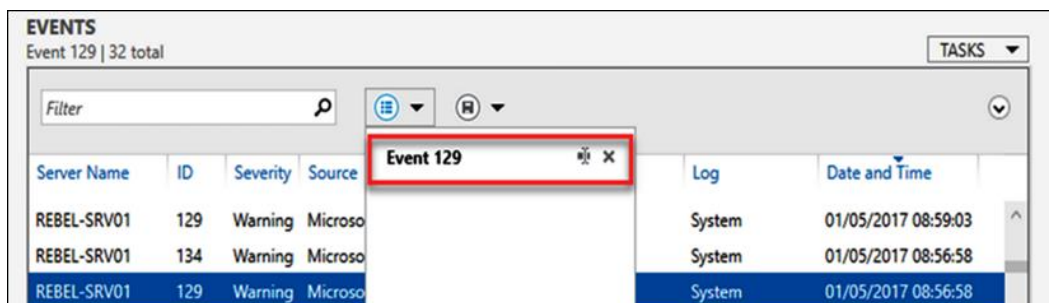 EVENTS
Event 129 | 32 total
TASKS
Filter
Event 129
Server Name ID Severity Source Log Date and Time
REBEL-SRV01 129 Warning Microso System 01/05/2017 08:59:03
REBEL-SRV01 134 Warning Microso System 01/05/2017 08:56:58
REBEL-SRV01 129 Warning Microso System 01/05/2017 08:56:58